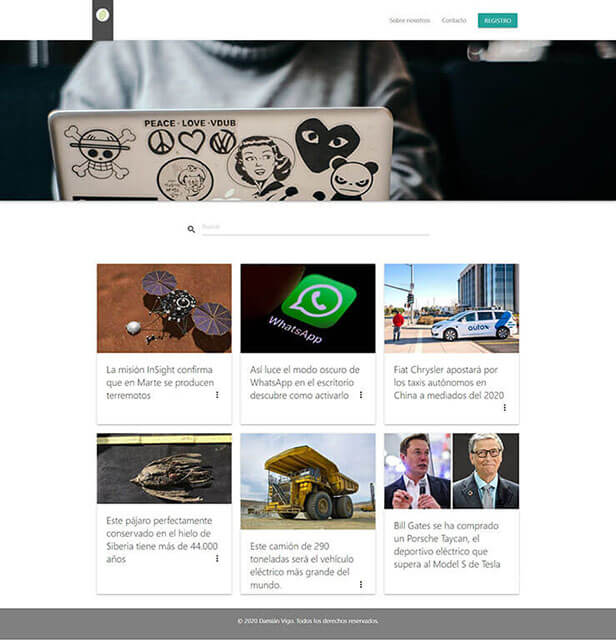 Sobre nosotros Contacto REGISTRO
PEACE · LOVE · VDUB
Buscar
WhatsApp
autoX
La misión InSight confirma
que en Marte se producen
terremotos
Así luce el modo oscuro de
WhatsApp en el escritorio
descubre como activarlo
Fiat Chrysler apostará por
los taxis autónomos en
China a mediados del 2020
Este pájaro perfectamente
conservado en el hielo de
Siberia tiene más de 44.000
años
Este camión de 290
toneladas será el vehículo
eléctrico más grande del
mundo.
Bill Gates se ha comprado
un Porsche Taycan, el
deportivo eléctrico que
supera al Model S de Tesla
© 2020 Damián Vigo. Todos los derechos reservados.